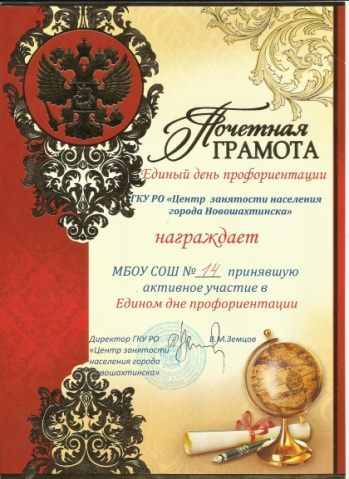 Почетная
ГРАМОТА
Единый день профориентации
ГКУ РО «Центр занятости населения
города Новошахтинска»
награждает
МБОУ СОШ № 14 принявшую
активное участие в
Едином дне профориентации
Директор ГКУ РО В.М.Земцов
«Центр занятости
населения города
Новошахтинска»